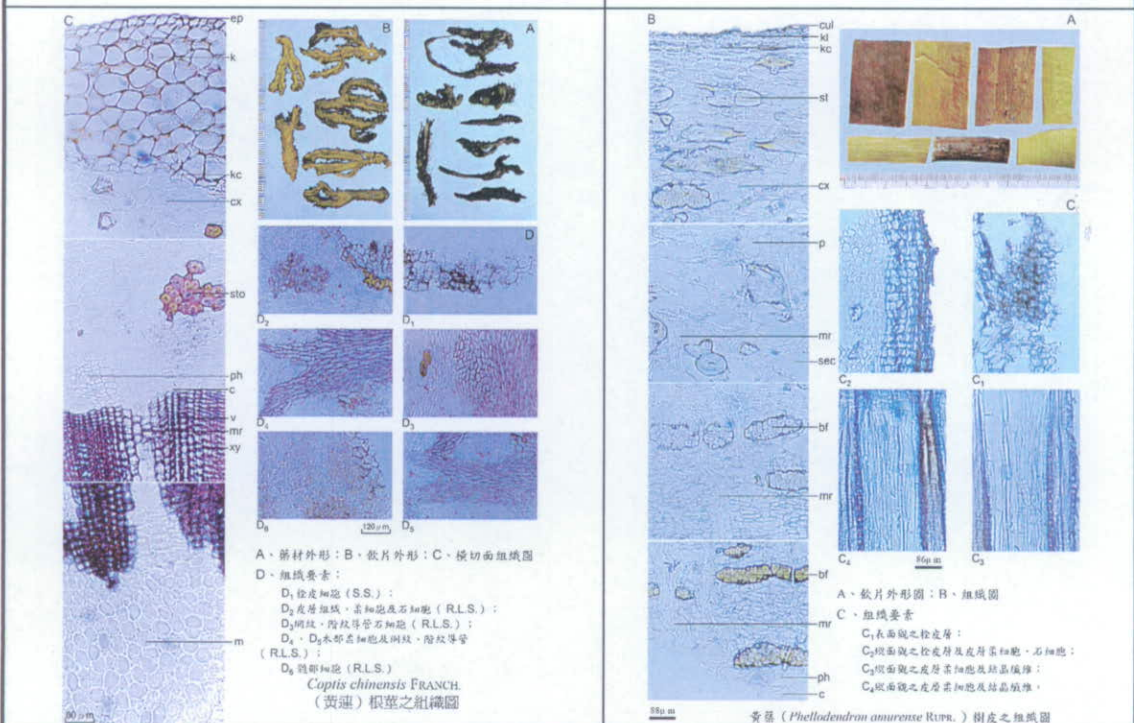 C
ep
k
kc
cx
sto
ph
c
v
mr
xy
m
80μm
B
A
D
D2
D1
D4
D3
D6
D5
120μm
A、藥材外形；B、飲片外形；C、橫切面組織圖
D、組織要素：
D1栓皮細胞（S.S.）；
D2皮層組織、柔細胞及石細胞（R.L.S.）；
D3網紋、階紋導管石細胞（R.L.S.）；
D4、D5木部柔細胞及網紋、階紋導管
（R.L.S.）；
D6髓部細胞（R.L.S）
Coptis chinensis FRANCH.
（黃連）根莖之組織圖
B
cul
kl
kc
st
cx
p
mr
sec
bf
mr
bf
mr
ph
c
88μm
A
C
C2
C1
C4
C3
86μm
A、飲片外形圖；B、組織圖
C、組織要素
C1表面觀之栓皮層；
C2縱面觀之栓皮層及皮層柔細胞、石細胞；
C3縱面觀之皮層柔細胞及結晶纖維；
C4縱面觀之皮層柔細胞及結晶纖維。
黃蘗（Phellodendron amurense RUPR.）樹皮之組織圖